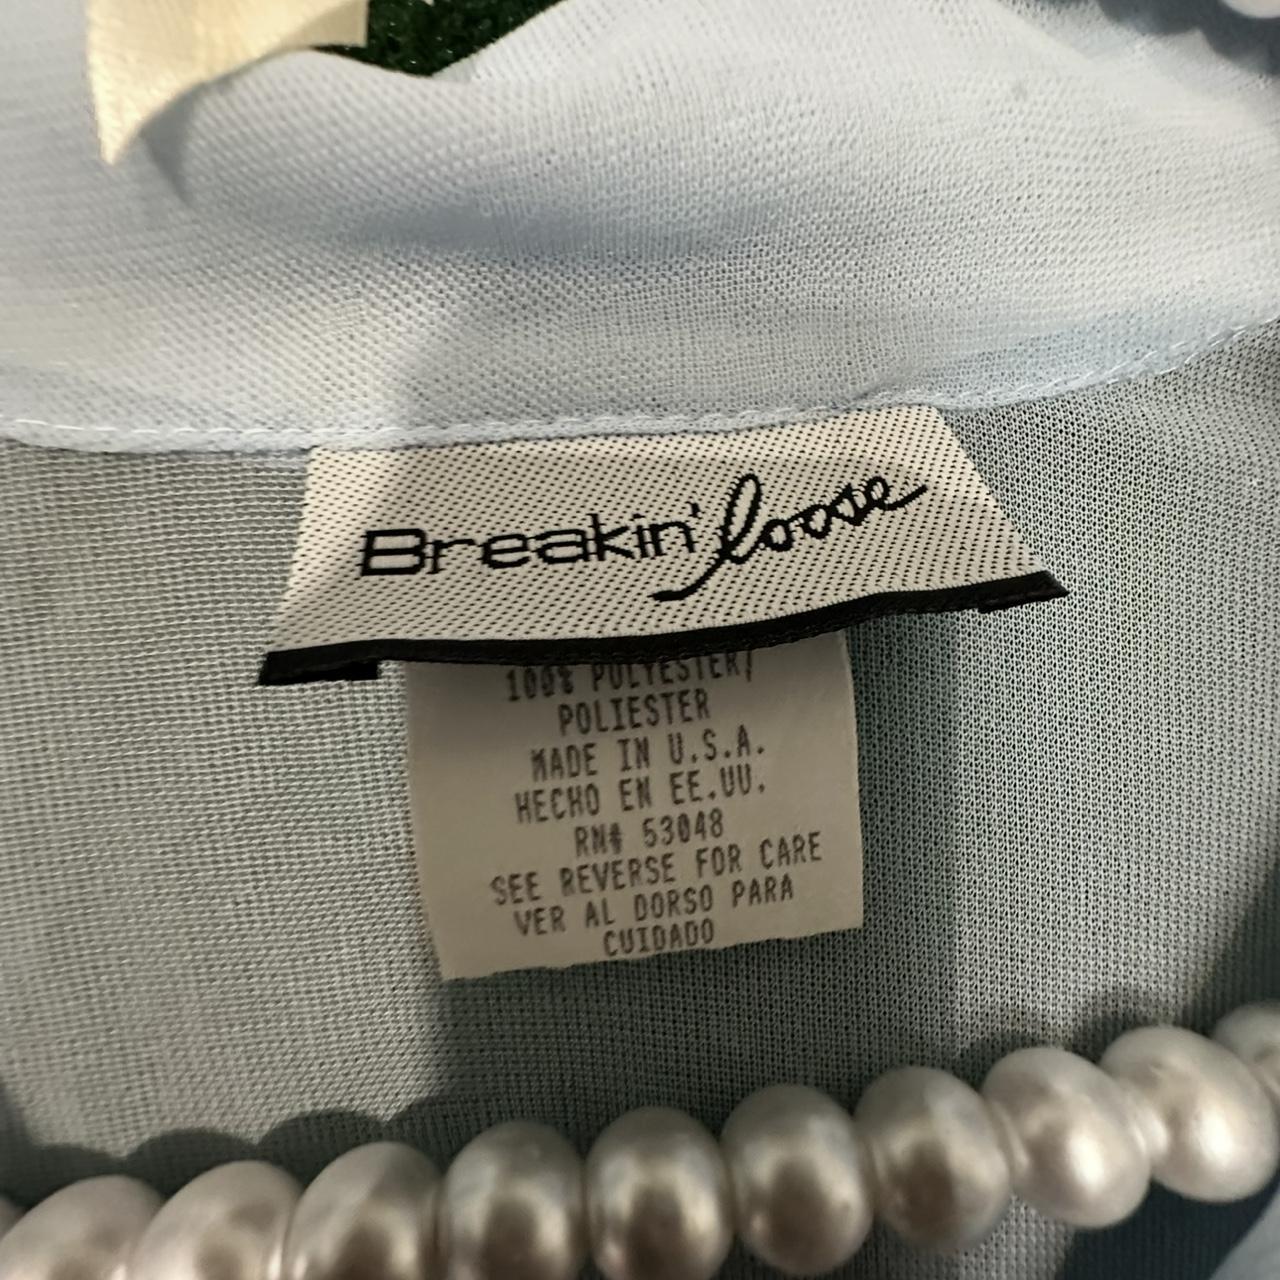 Breakin' loose
100% POLYESTER/
POLIESTER
MADE IN U.S.A.
HECHO EN EE.UU.
RN# 53048
SEE REVERSE FOR CARE
VER AL DORSO PARA
CUIDADO